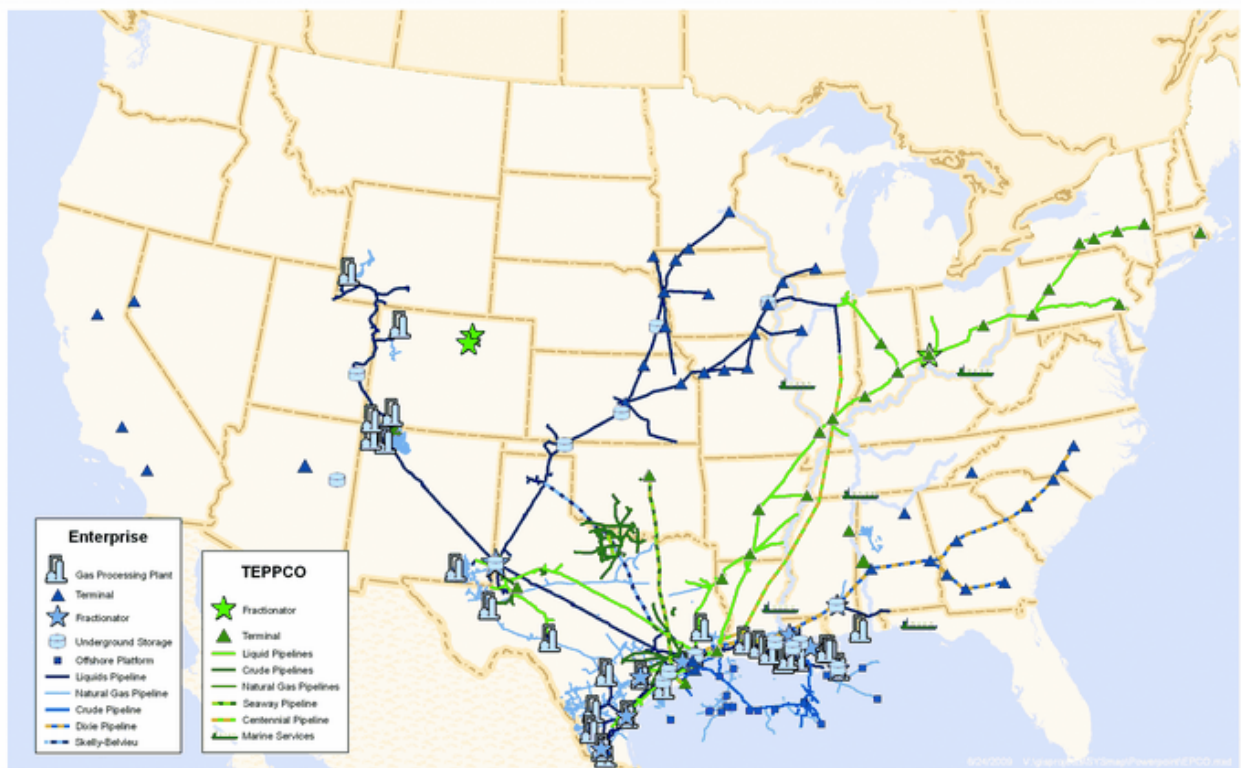 Enterprise
Gas Processing Plant
Terminal
Fractionator
Underground Storage
Offshore Platform
Liquids Pipeline
Natural Gas Pipeline
Crude Pipeline
Dixie Pipeline
Skelly-Belvieu
TEPPCO
Fractionator
Terminal
Liquid Pipelines
Crude Pipelines
Natural Gas Pipelines
Seaway Pipeline
Centennial Pipeline
Marine Services